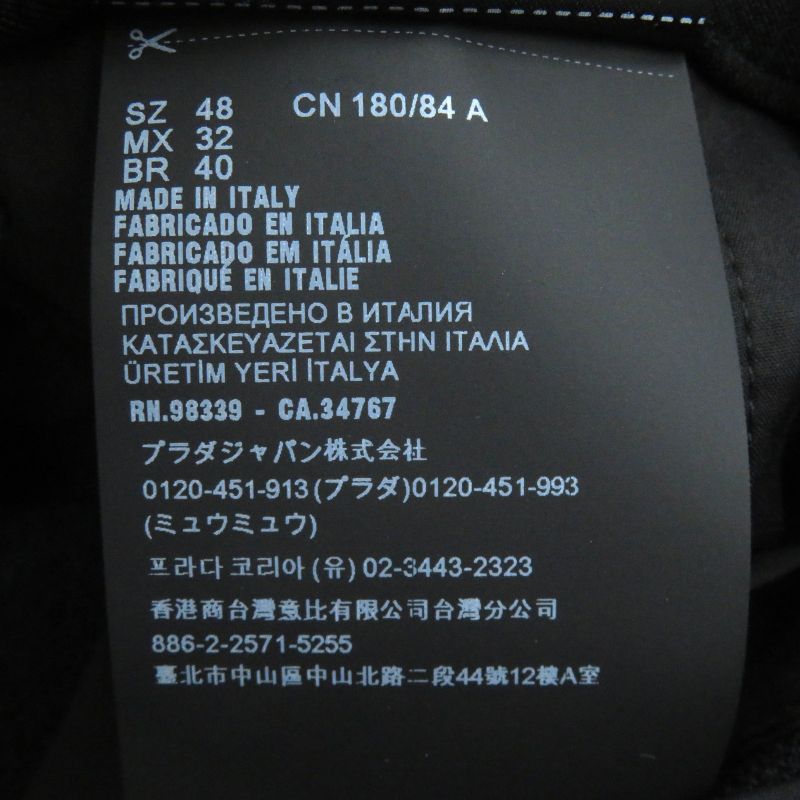 SZ 48 CN 180/84 A
MX 32
BR 40
MADE IN ITALY
FABRICADO EN ITALIA
FABRICADO EM ITÁLIA
FABRIQUÉ EN ITALIE
ПРОИЗВЕДЕНО В ИТАЛИЯ
ΚΑΤΑΣΚΕΥΑΖΕΤΑΙ ΣΤΗΝ ΙΤΑΛΙΑ
ÜRETİM YERİ İTALYA
RN.98339 - CA.34767
プラダジャパン株式会社
0120-451-913(プラダ)0120-451-993
(ミュウミュウ)
프라다 코리아 (유) 02-3443-2323
香港商台灣意比有限公司台灣分公司
886-2-2571-5255
臺北市中山區中山北路二段44號12樓A室